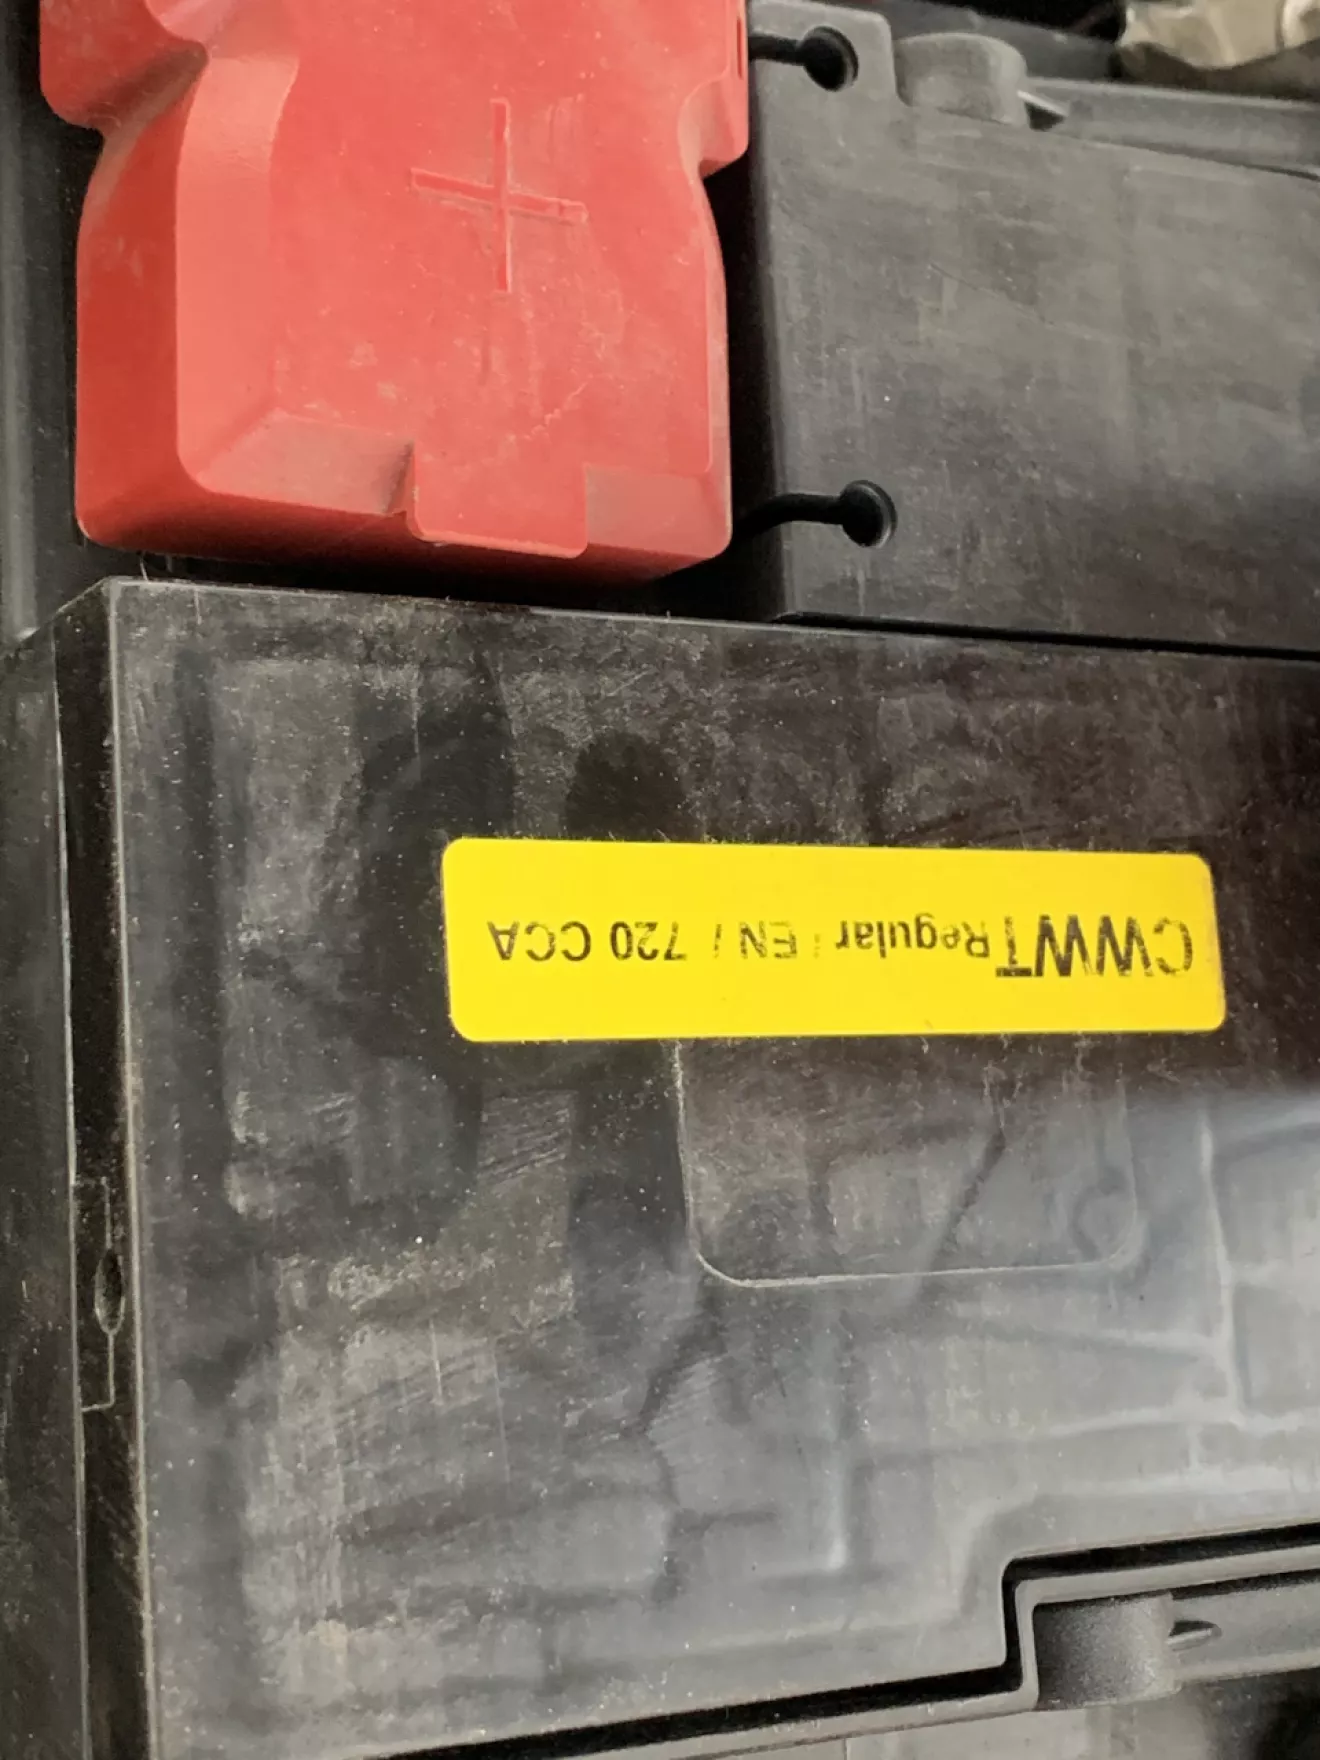 CWWT Regular / EN / 720 CCA